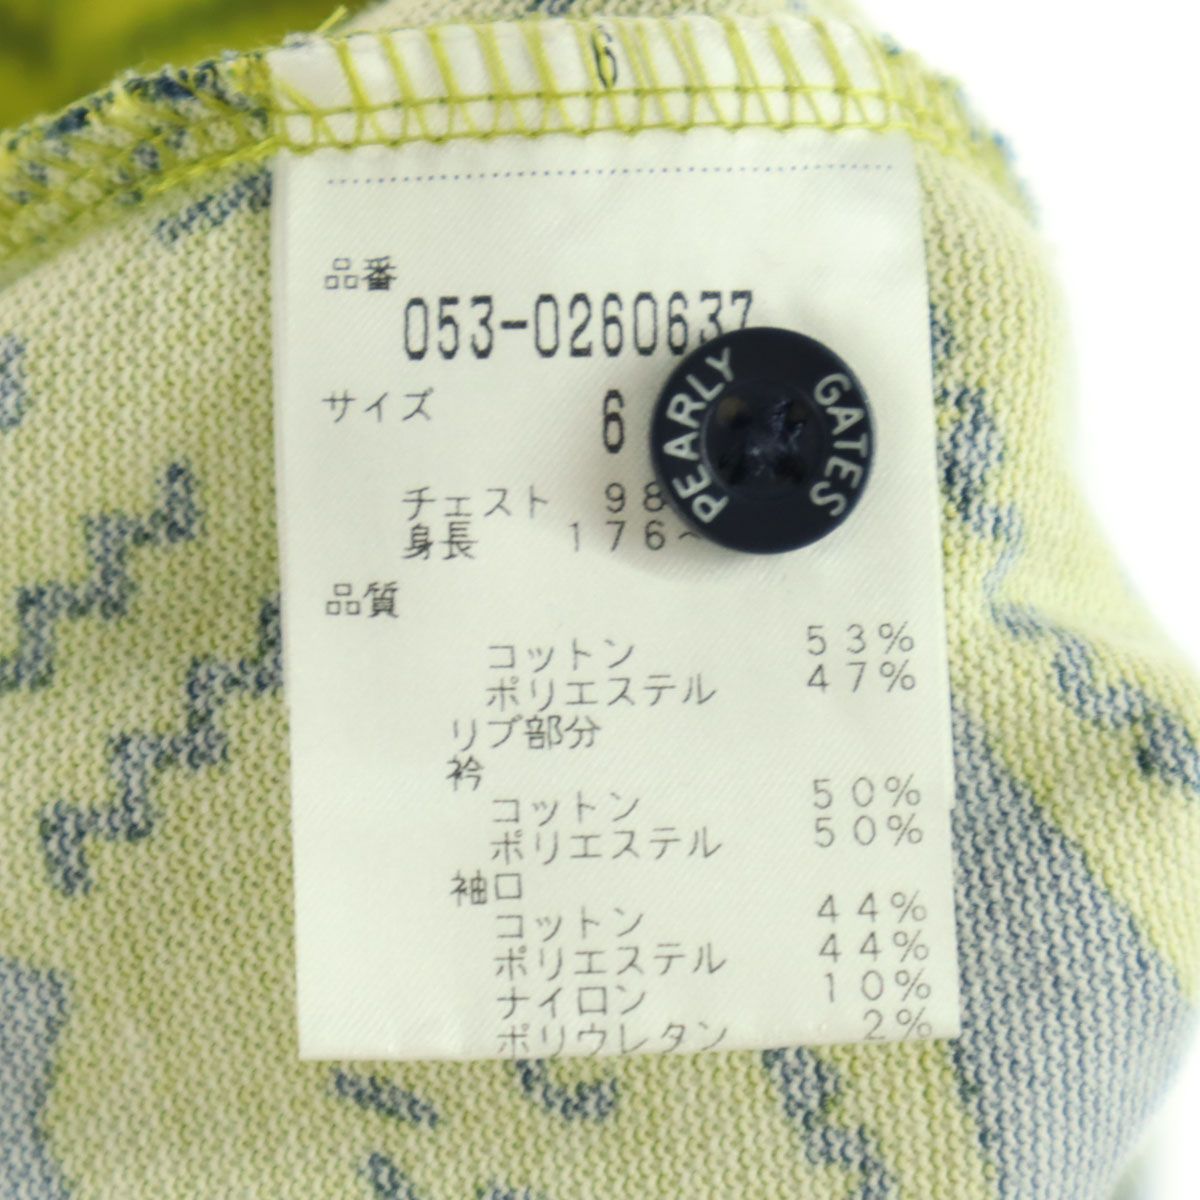 6
品番
053-0260637
サイズ 6
チェスト 98
身長 176~
PEARLY GATES
品質
コットン 53%
ポリエステル 47%
リブ部分
衿
コットン 50%
ポリエステル 50%
袖口
コットン 44%
ポリエステル 44%
ナイロン 10%
ポリウレタン 2%